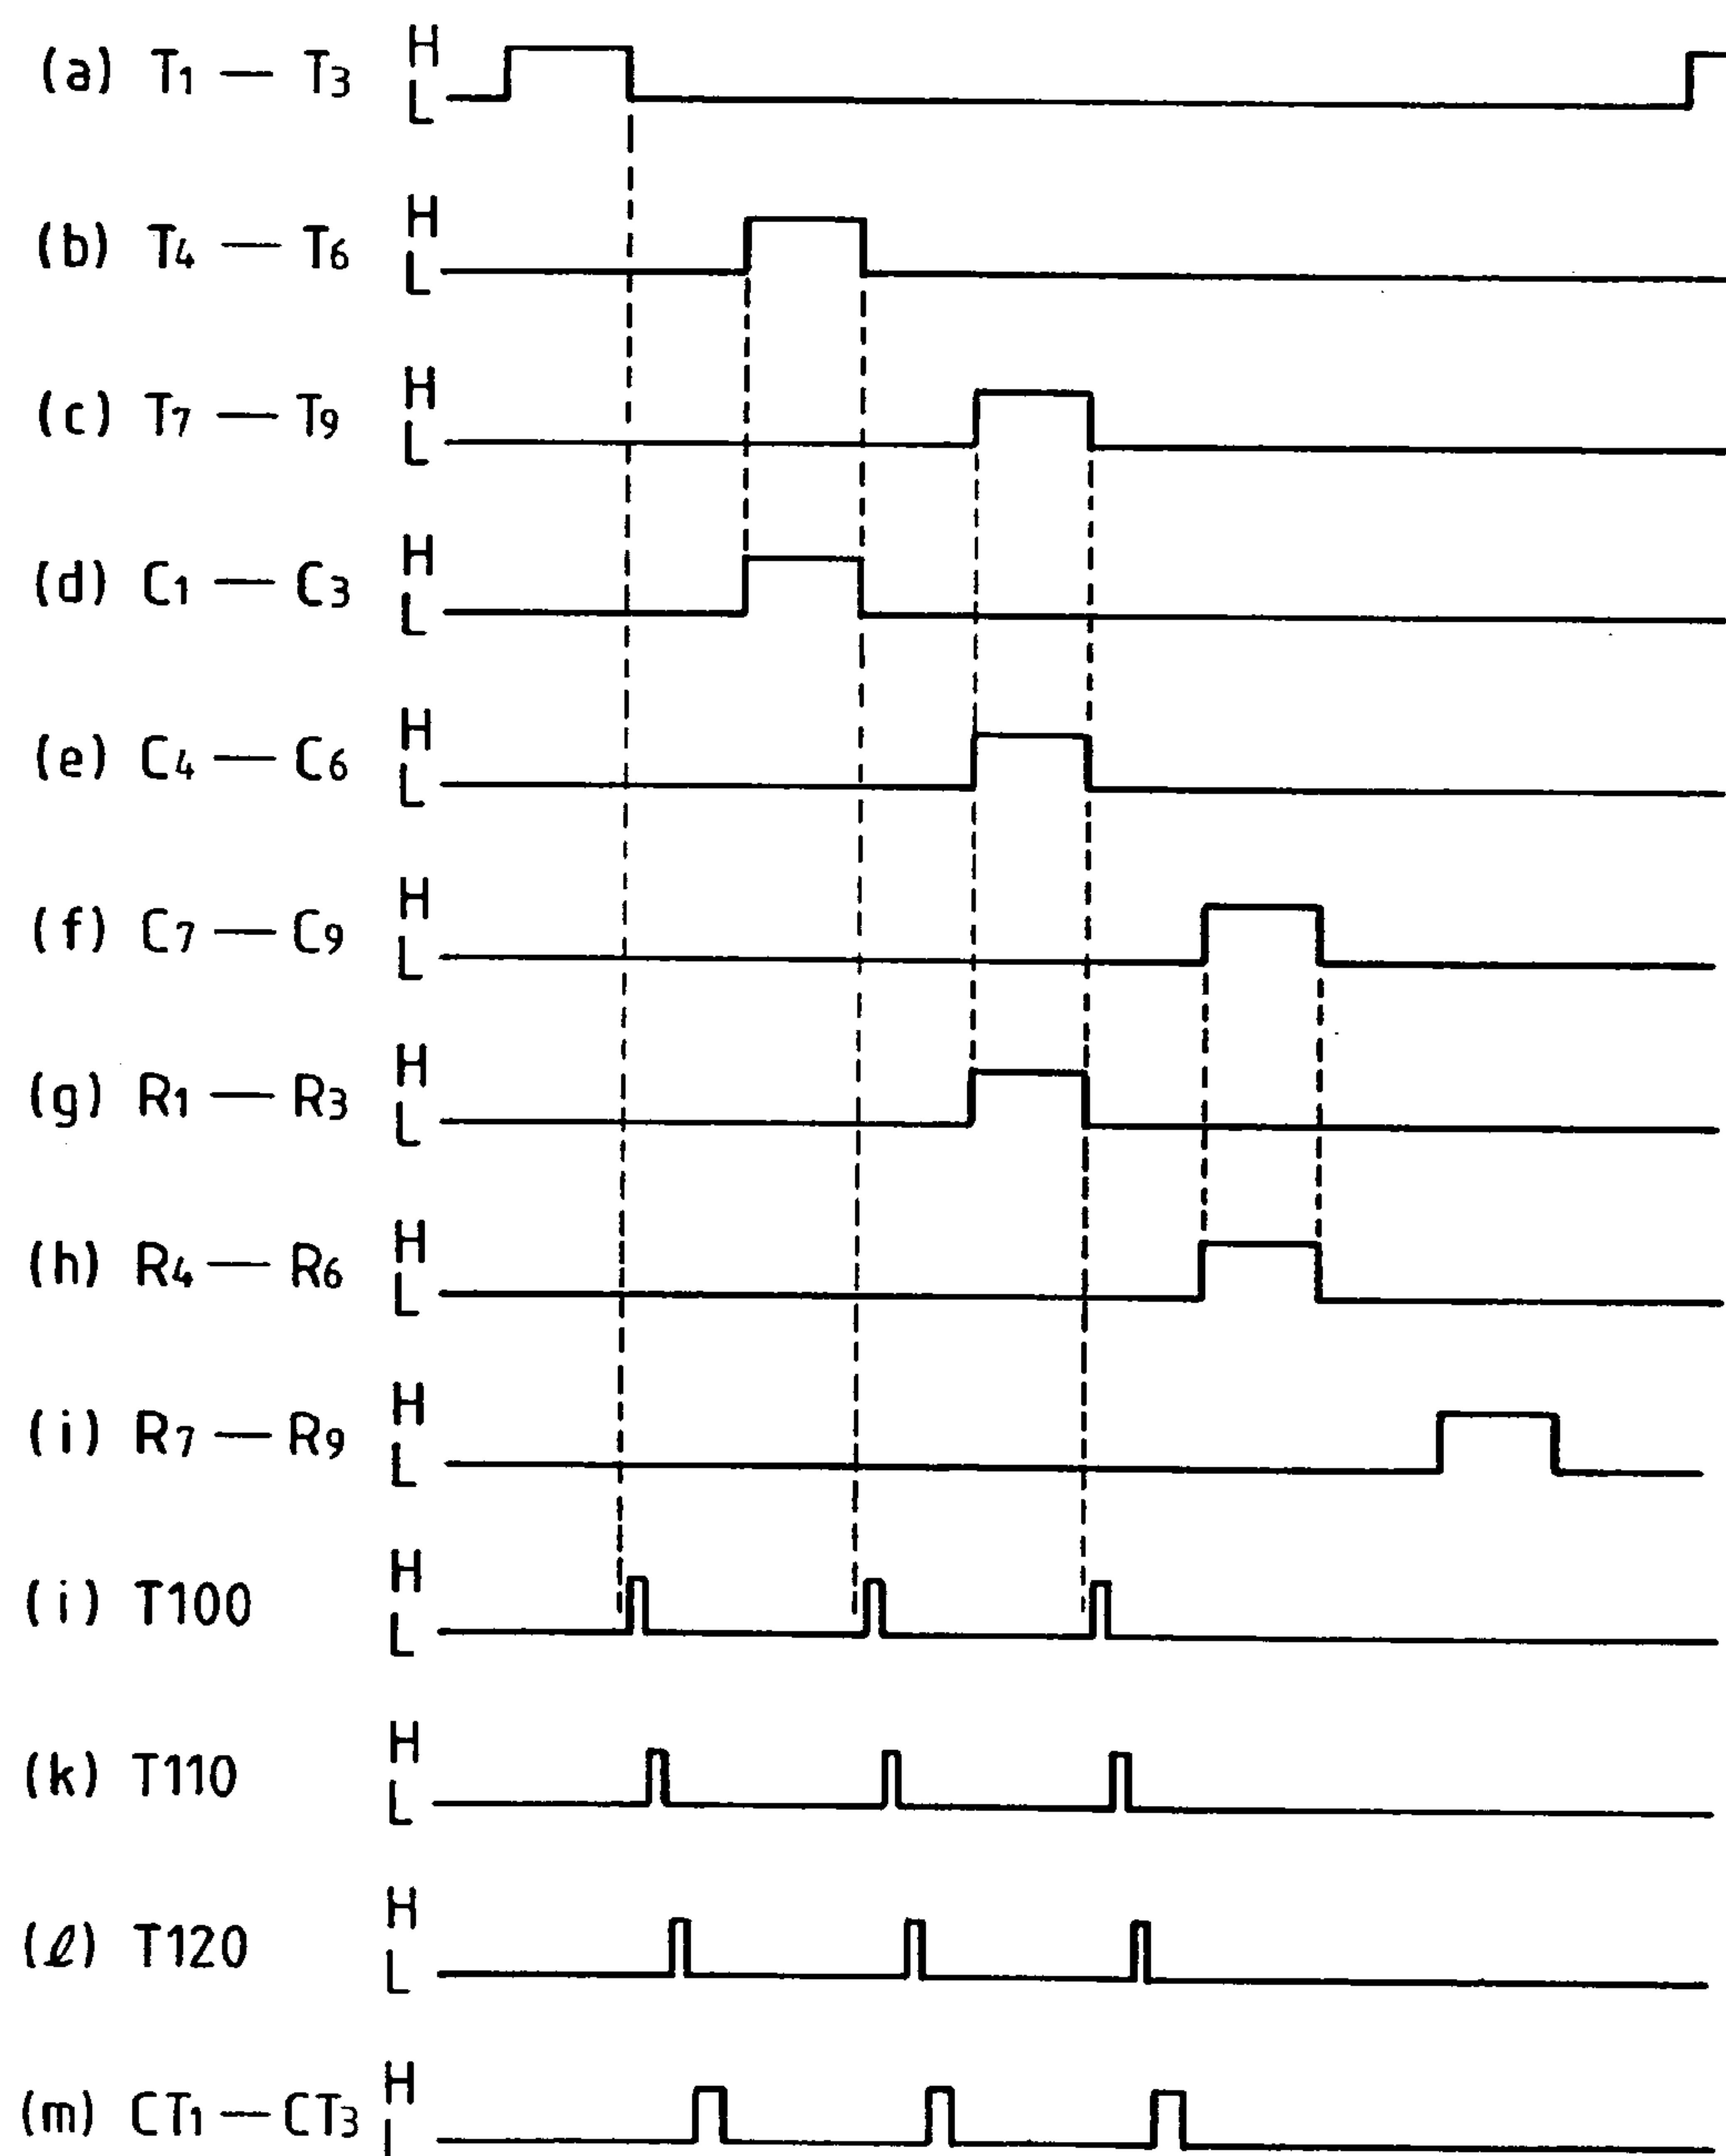 (a) T1 — T3 H L
(b) T4 — T6 H L
(c) T7 — T9 H L
(d) C1 — C3 H L
(e) C4 — C6 H L
(f) C7 — C9 H L
(g) R1 — R3 H L
(h) R4 — R6 H L
(i) R7 — R9 H L
(i) T100 H L
(k) T110 H L
(ℓ) T120 H L
(m) CT1 — CT3 H L